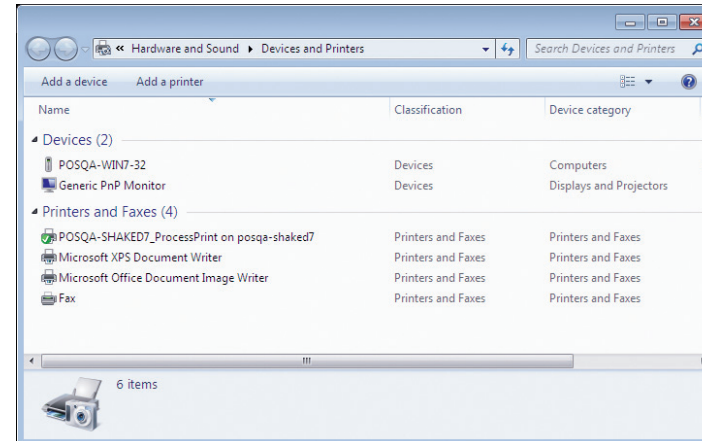 « Hardware and Sound Devices and Printers Search Devices and Printers
Add a device Add a printer
Name Classification Device category
Devices (2)
POSQA-WIN7-32 Devices Computers
Generic PnP Monitor Devices Displays and Projectors
Printers and Faxes (4)
POSQA-SHAKED7_ProcessPrint on posqa-shaked7 Printers and Faxes Printers and Faxes
Microsoft XPS Document Writer Printers and Faxes Printers and Faxes
Microsoft Office Document Image Writer Printers and Faxes Printers and Faxes
Fax Printers and Faxes Printers and Faxes
6 items